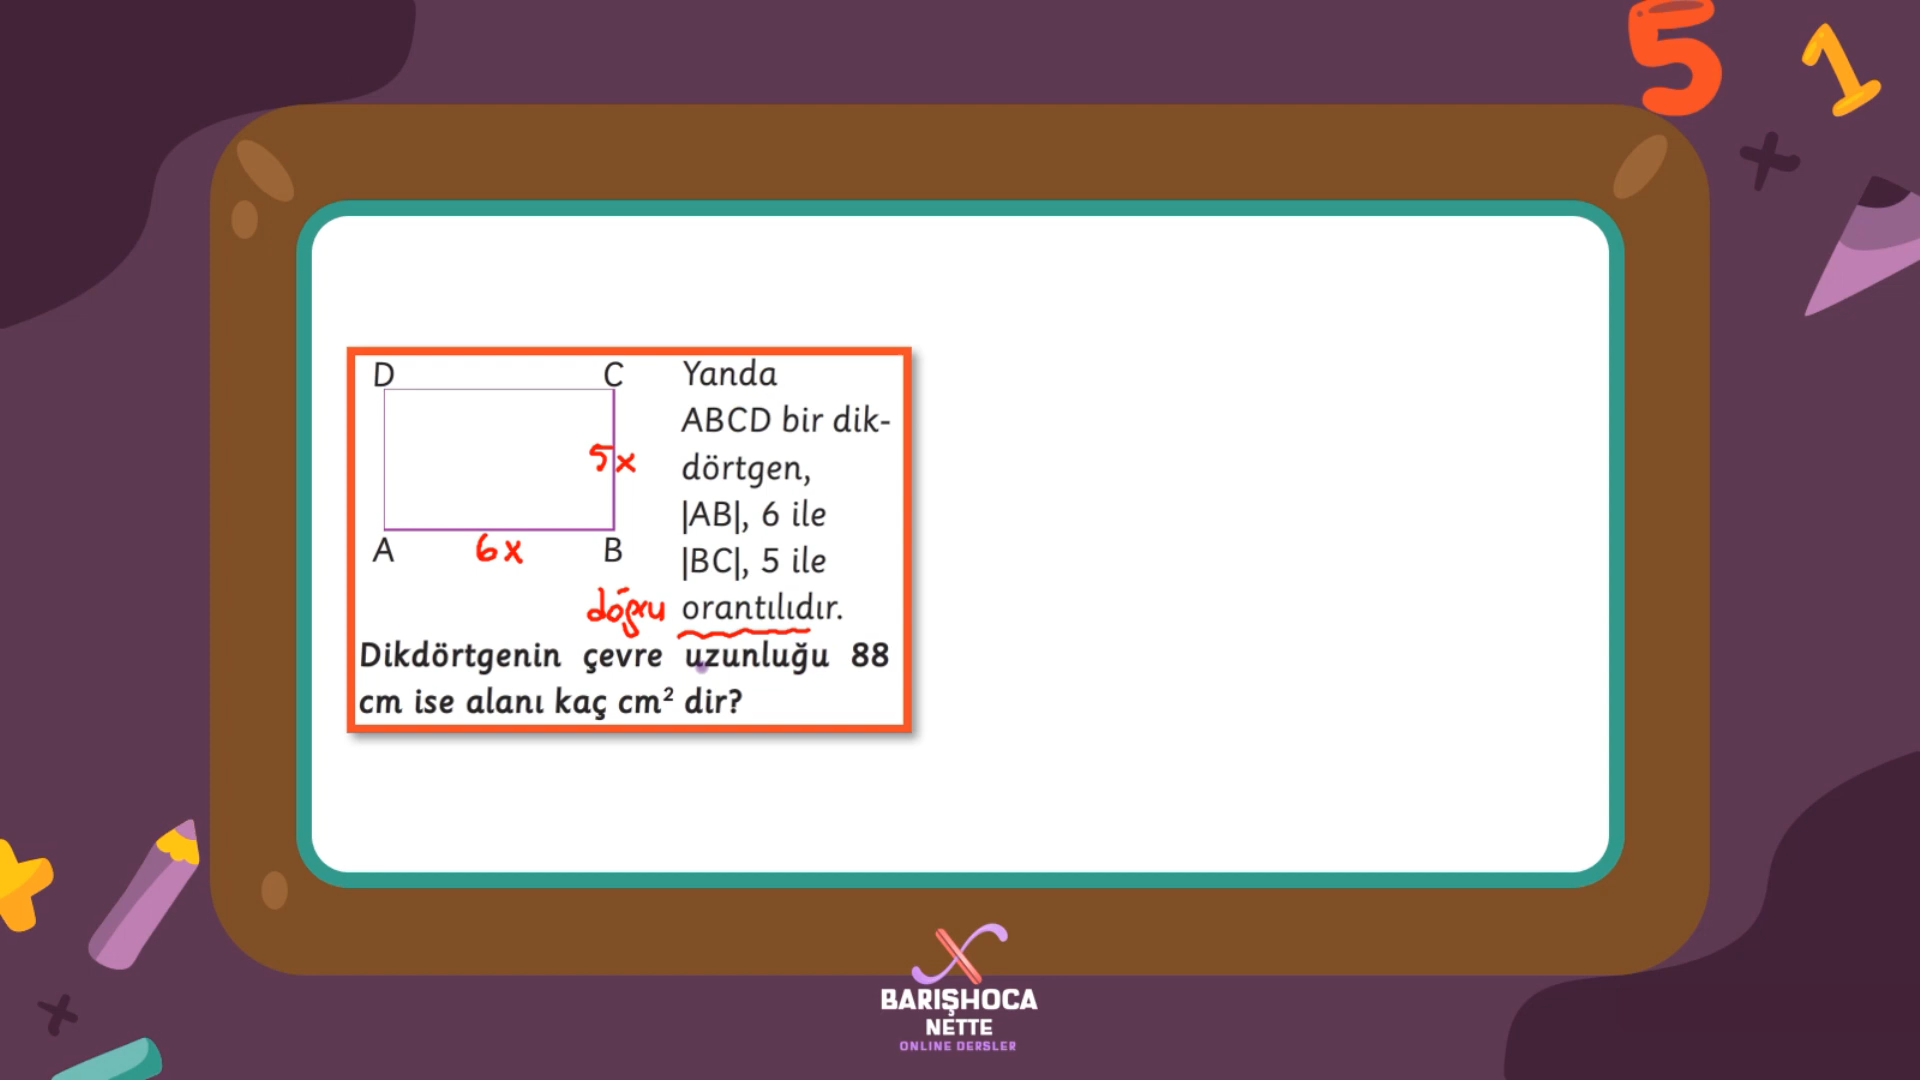 5 1
D C
5x
A 6x B
Yanda
ABCD bir dik-
dörtgen,
|AB|, 6 ile
|BC|, 5 ile
doğru orantılıdır.
Dikdörtgenin çevre uzunluğu 88
cm ise alanı kaç cm² dir?
BARIŞHOCA
NETTE
ONLINE DERSLER